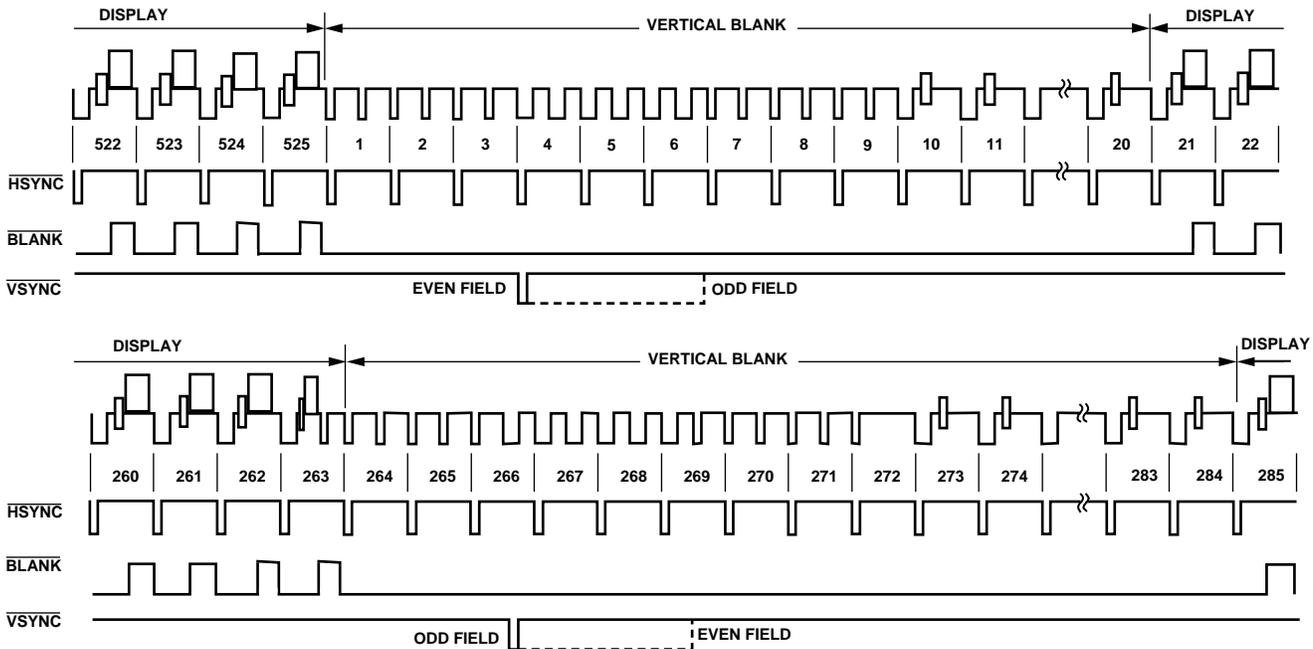 DISPLAY VERTICAL BLANK DISPLAY
522 523 524 525 1 2 3 4 5 6 7 8 9 10 11 20 21 22
HSYNC
BLANK
VSYNC EVEN FIELD ODD FIELD
DISPLAY VERTICAL BLANK DISPLAY
260 261 262 263 264 265 266 267 268 269 270 271 272 273 274 283 284 285
HSYNC
BLANK
VSYNC ODD FIELD EVEN FIELD